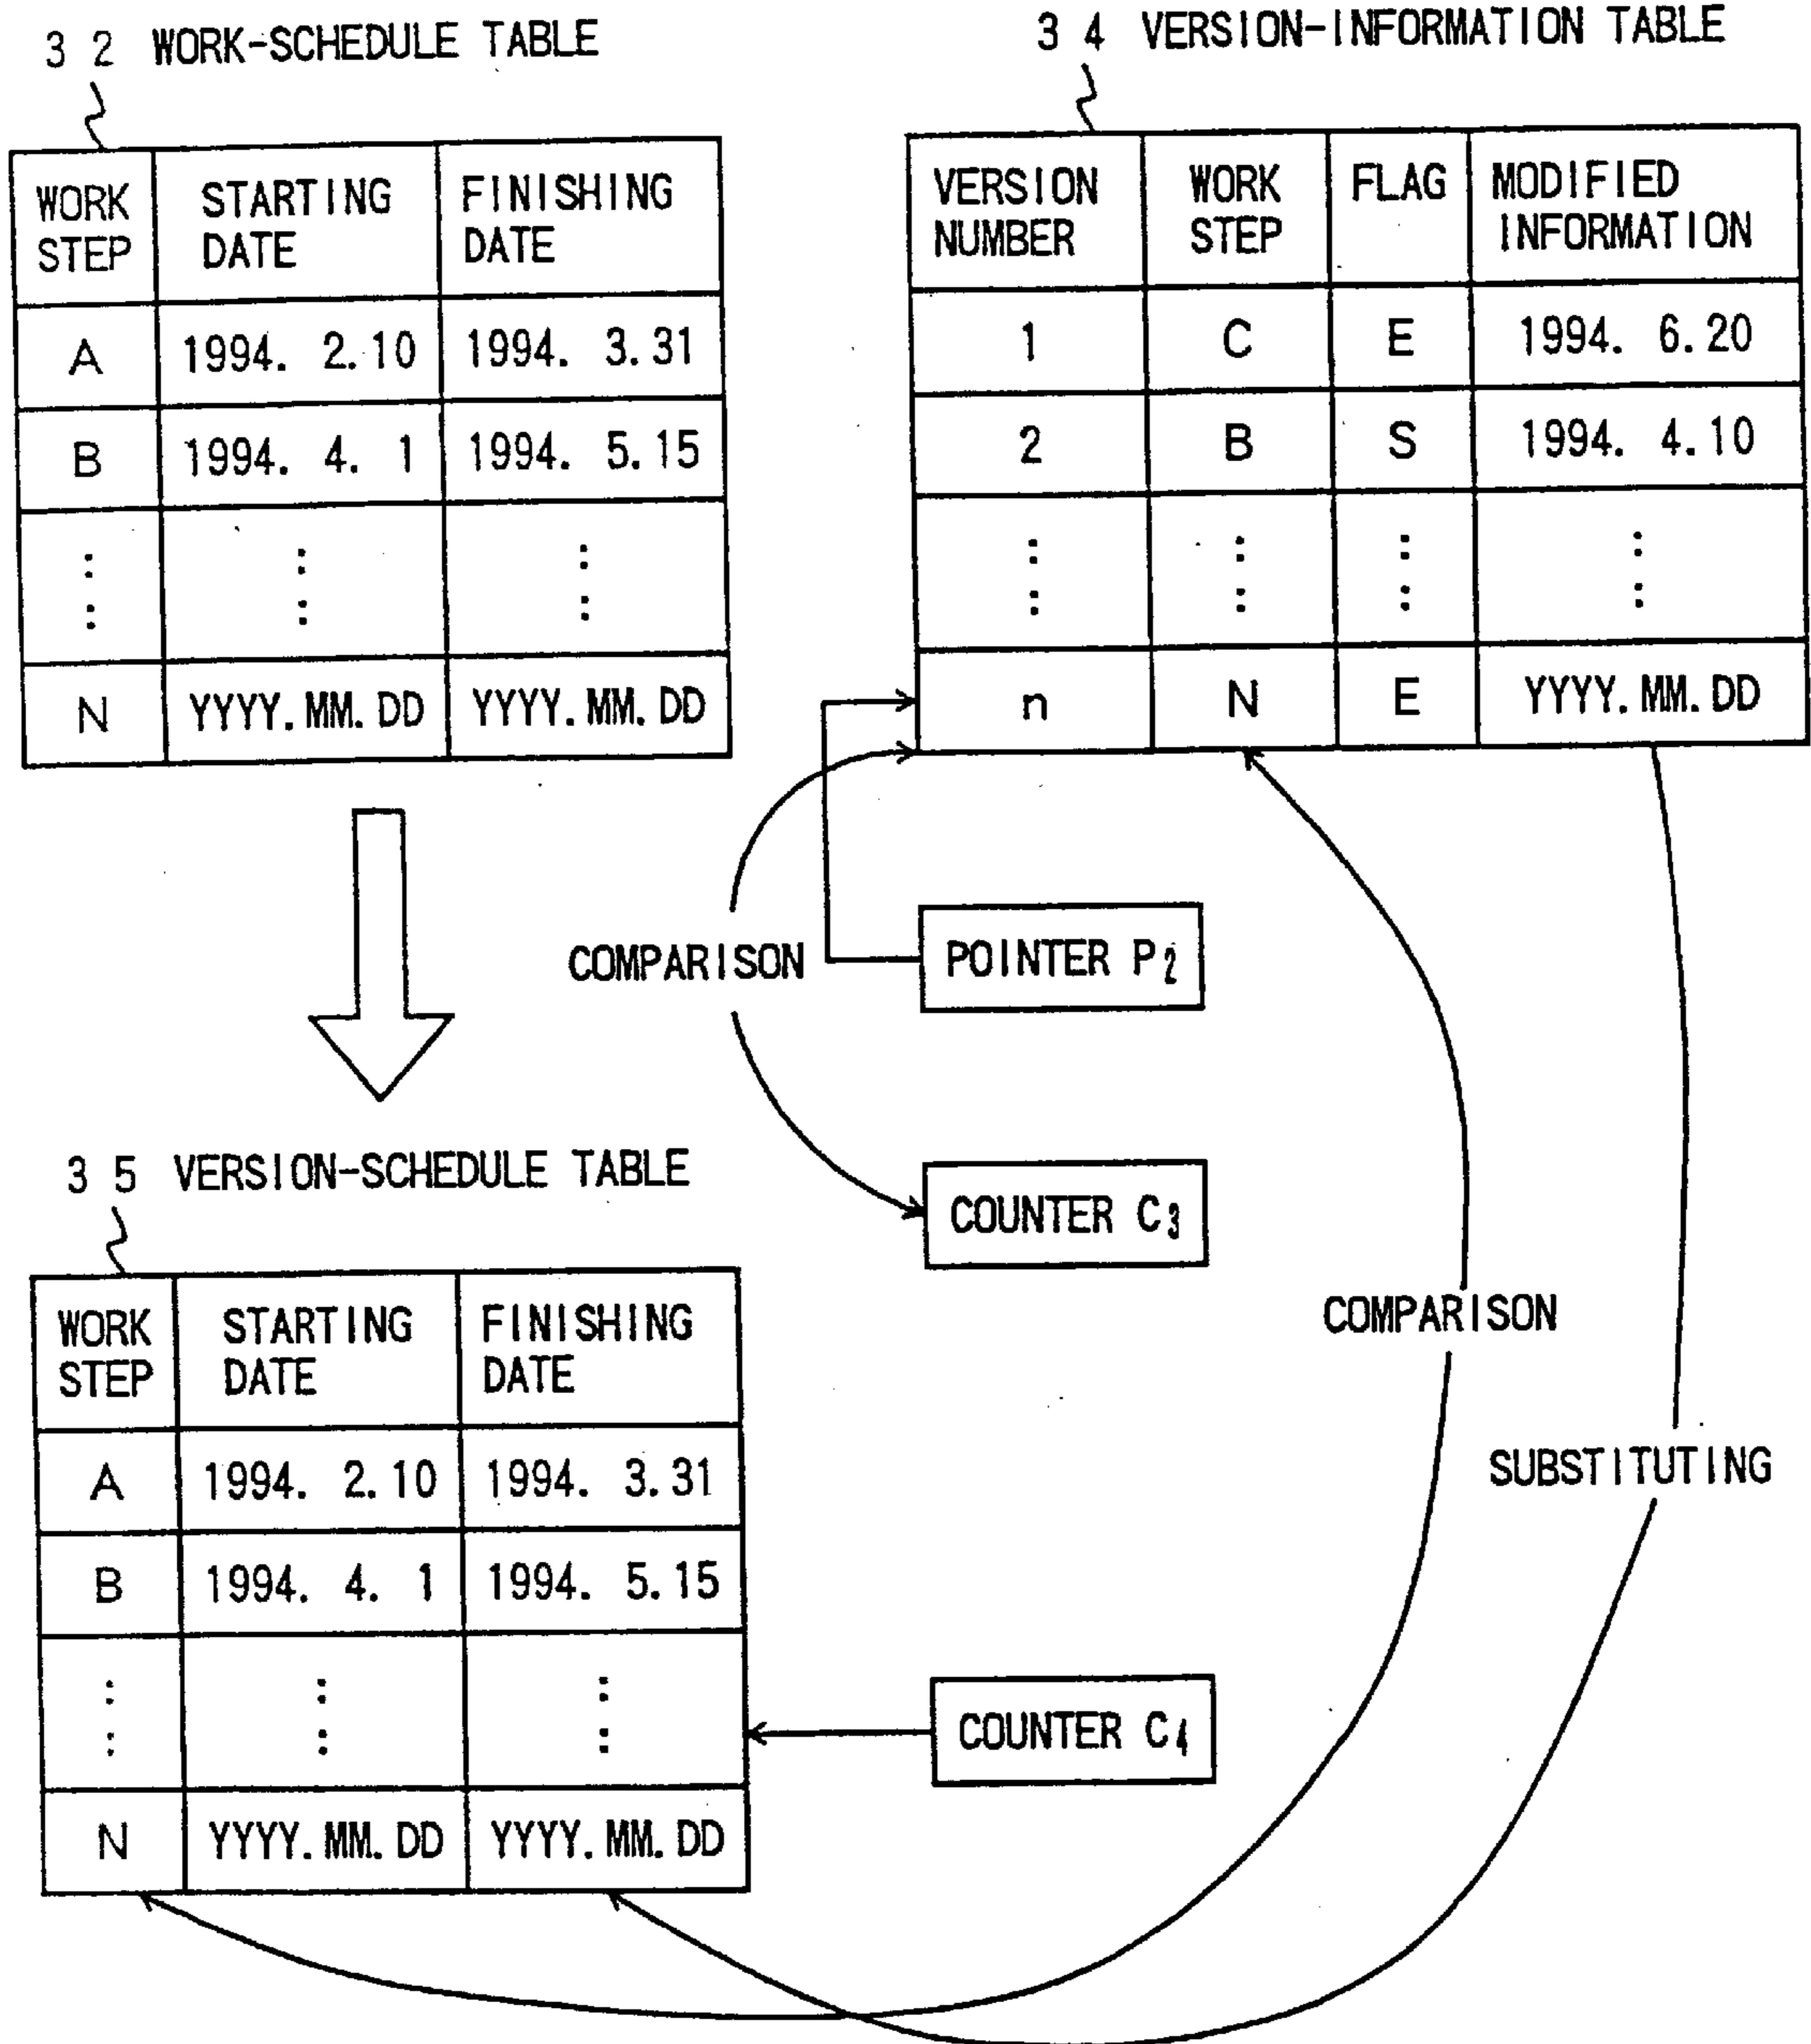 3 2 WORK-SCHEDULE TABLE
WORK STEP STARTING DATE FINISHING DATE
A 1994. 2.10 1994. 3.31
B 1994. 4. 1 1994. 5.15
: : :
: : :
N YYYY.MM.DD YYYY.MM.DD
3 4 VERSION-INFORMATION TABLE
VERSION NUMBER WORK STEP FLAG MODIFIED INFORMATION
1 C E 1994. 6.20
2 B S 1994. 4.10
: : : :
: : : :
n N E YYYY.MM.DD
COMPARISON
POINTER P2
COUNTER C3
COMPARISON
SUBSTITUTING
3 5 VERSION-SCHEDULE TABLE
WORK STEP STARTING DATE FINISHING DATE
A 1994. 2.10 1994. 3.31
B 1994. 4. 1 1994. 5.15
: : :
: : :
N YYYY.MM.DD YYYY.MM.DD
COUNTER C4